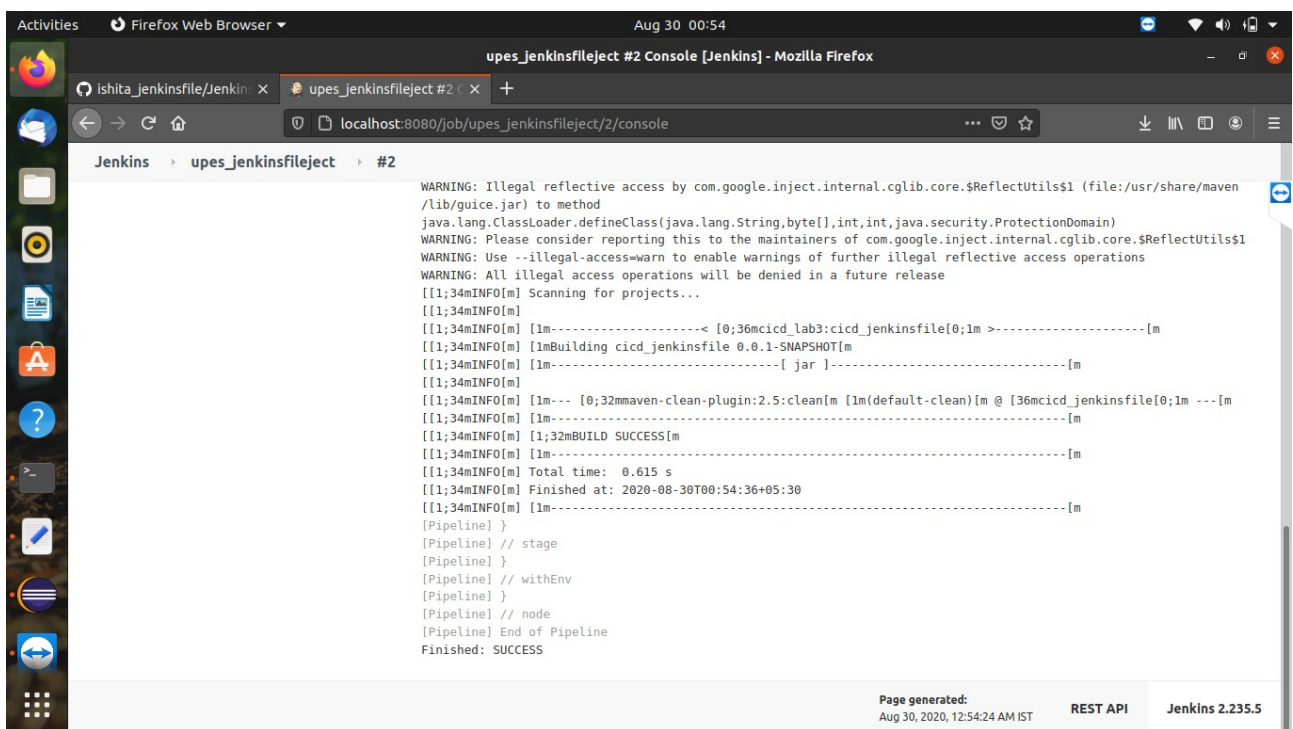 Activities Firefox Web Browser Aug 30 00:54
upes_jenkinsfileject #2 Console [Jenkins] - Mozilla Firefox
ishita_jenkinsfile/Jenkins upes_jenkinsfileject #2 C
localhost:8080/job/upes_jenkinsfileject/2/console
Jenkins upes_jenkinsfileject #2
WARNING: Illegal reflective access by com.google.inject.internal.cglib.core.$ReflectUtils$1 (file:/usr/share/maven
/lib/guice.jar) to method
java.lang.ClassLoader.defineClass(java.lang.String,byte[],int,int,java.security.ProtectionDomain)
WARNING: Please consider reporting this to the maintainers of com.google.inject.internal.cglib.core.$ReflectUtils$1
WARNING: Use --illegal-access=warn to enable warnings of further illegal reflective access operations
WARNING: All illegal access operations will be denied in a future release
[[1;34mINFO[m] Scanning for projects...
[[1;34mINFO[m]
[[1;34mINFO[m] [1m---------------------< [0;36mcicd_lab3:cicd_jenkinsfile[0;1m >---------------------[m
[[1;34mINFO[m] [1mBuilding cicd_jenkinsfile 0.0.1-SNAPSHOT[m
[[1;34mINFO[m] [1m--------------------------------[ jar ]---------------------------------[m
[[1;34mINFO[m]
[[1;34mINFO[m] [1m--- [0;32mmaven-clean-plugin:2.5:clean[m [1m(default-clean)[m @ [36mcicd_jenkinsfile[0;1m ---[m
[[1;34mINFO[m] [1m------------------------------------------------------------------------[m
[[1;34mINFO[m] [1;32mBUILD SUCCESS[m
[[1;34mINFO[m] [1m------------------------------------------------------------------------[m
[[1;34mINFO[m] Total time:  0.615 s
[[1;34mINFO[m] Finished at: 2020-08-30T00:54:36+05:30
[[1;34mINFO[m] [1m------------------------------------------------------------------------[m
[Pipeline] }
[Pipeline] // stage
[Pipeline] }
[Pipeline] // withEnv
[Pipeline] }
[Pipeline] // node
[Pipeline] End of Pipeline
Finished: SUCCESS
Page generated:
Aug 30, 2020, 12:54:24 AM IST REST API Jenkins 2.235.5